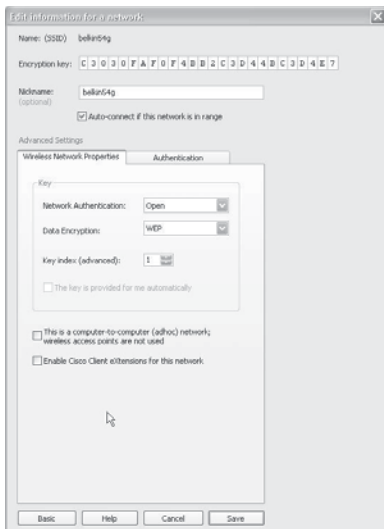 Edit information for a network
Name: (SSID) belkin54g
Encryption key: C 3 0 3 0 F A F 0 F 4 B B 2 C 3 D 4 4 B C 3 D 4 E 7
Nickname: belkin54g
(optional)
Auto-connect if this network is in range
Advanced Settings
Wireless Network Properties Authentication
Key
Network Authentication: Open
Data Encryption: WEP
Key index (advanced): 1
The key is provided for me automatically
This is a computer-to-computer (adhoc) network;
wireless access points are not used
Enable Cisco Client eXtensions for this network
Basic Help Cancel Save